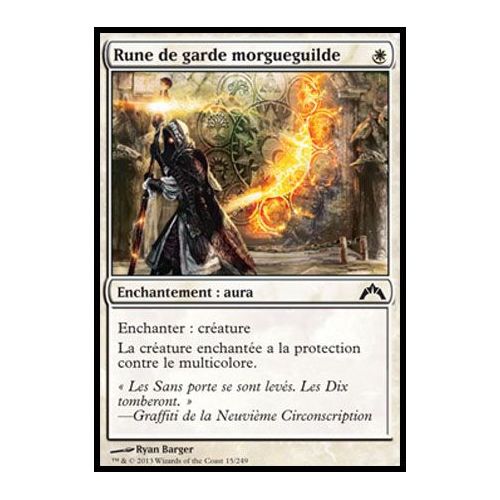 Rune de garde morgueguilde
Enchantement : aura
Enchanter : créature
La créature enchantée a la protection
contre le multicolore.
« Les Sans porte se sont levés. Les Dix
tomberont. »
—Graffiti de la Neuvième Circonscription
Ryan Barger
™ & © 2013 Wizards of the Coast 15/249